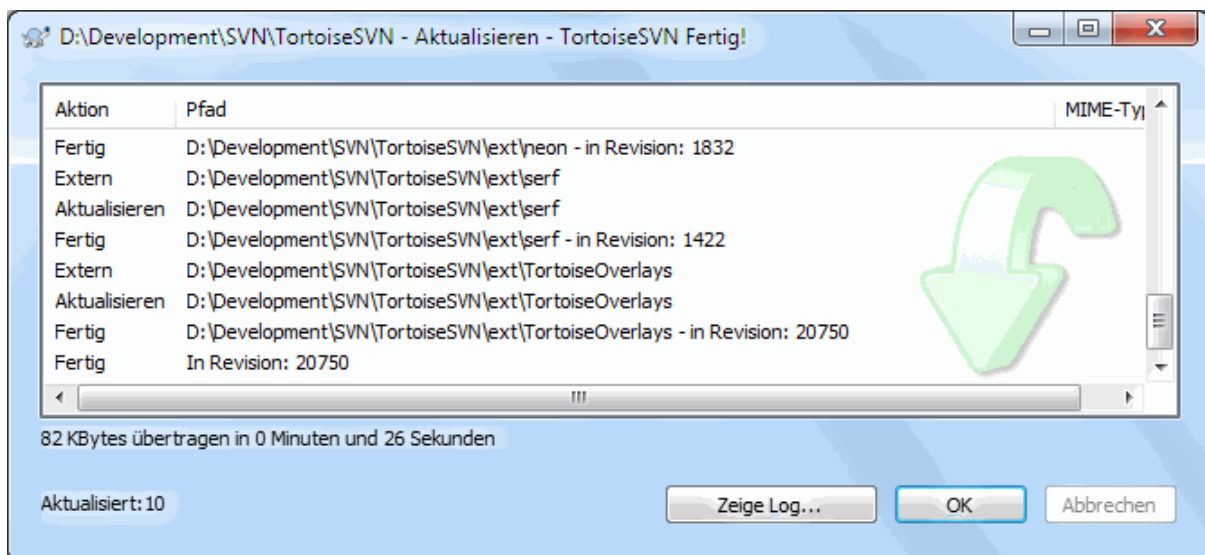 D:\Development\SVN\TortoiseSVN - Aktualisieren - TortoiseSVN Fertig!
Aktion Pfad MIME-Typ
Fertig D:\Development\SVN\TortoiseSVN\ext\neon - in Revision: 1832
Extern D:\Development\SVN\TortoiseSVN\ext\serf
Aktualisieren D:\Development\SVN\TortoiseSVN\ext\serf
Fertig D:\Development\SVN\TortoiseSVN\ext\serf - in Revision: 1422
Extern D:\Development\SVN\TortoiseSVN\ext\TortoiseOverlays
Aktualisieren D:\Development\SVN\TortoiseSVN\ext\TortoiseOverlays
Fertig D:\Development\SVN\TortoiseSVN\ext\TortoiseOverlays - in Revision: 20750
Fertig In Revision: 20750
82 KBytes übertragen in 0 Minuten und 26 Sekunden
Aktualisiert: 10 Zeige Log... OK Abbrechen